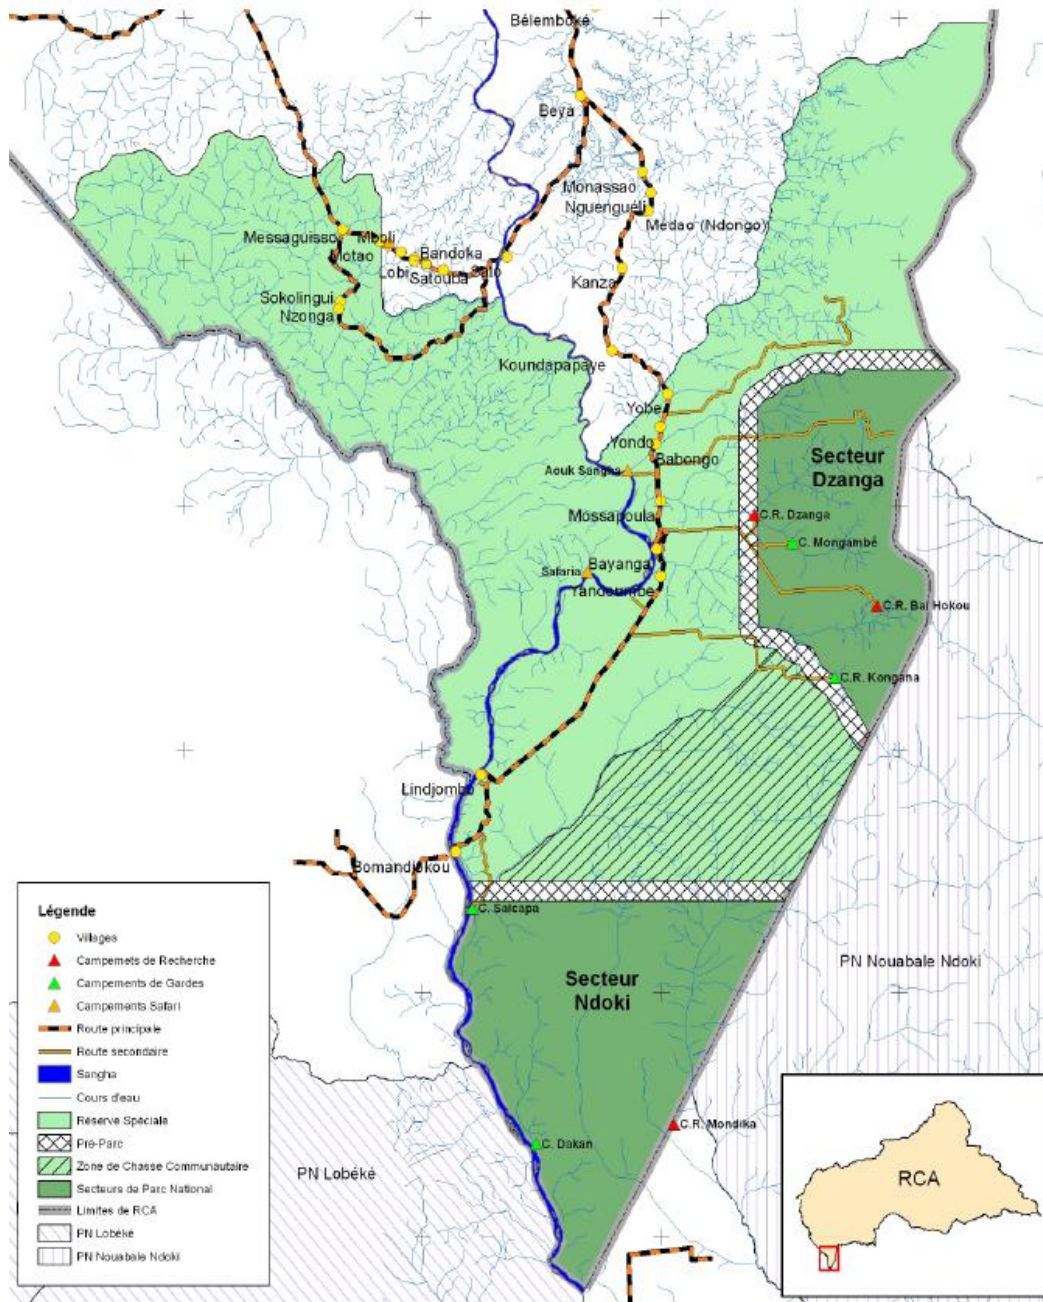 Bélemboké
Beya
Monassao
Nguenguéli
Medao (Ndongo)
Messaguisso
Mboli
Motao
Bandoka
Lobi
Satouba
Salo
Kanza
Sokolingui
Nzonga
Koundapapaye
Yobe
Yondo
Babongo
Secteur
Dzanga
Aouk Sangha
Mossapoula
C.R. Dzanga
C. Mongambé
Bayanga
Safaria
Yandoumbe
C.R. Bai Hokou
C.R. Kongana
Lindjombo
Bomandjokou
C. Salcapa
Secteur
Ndoki
PN Nouabale Ndoki
C.R. Mondika
C. Dakan
PN Lobéké
Légende
Villages
Campemets de Recherche
Campements de Gardes
Campements Safari
Route principale
Route secondaire
Sangha
Cours d'eau
Réserve Spéciale
Pré-Parc
Zone de Chasse Communautaire
Secteurs de Parc National
Limites de RCA
PN Lobéké
PN Nouabale Ndoki
RCA